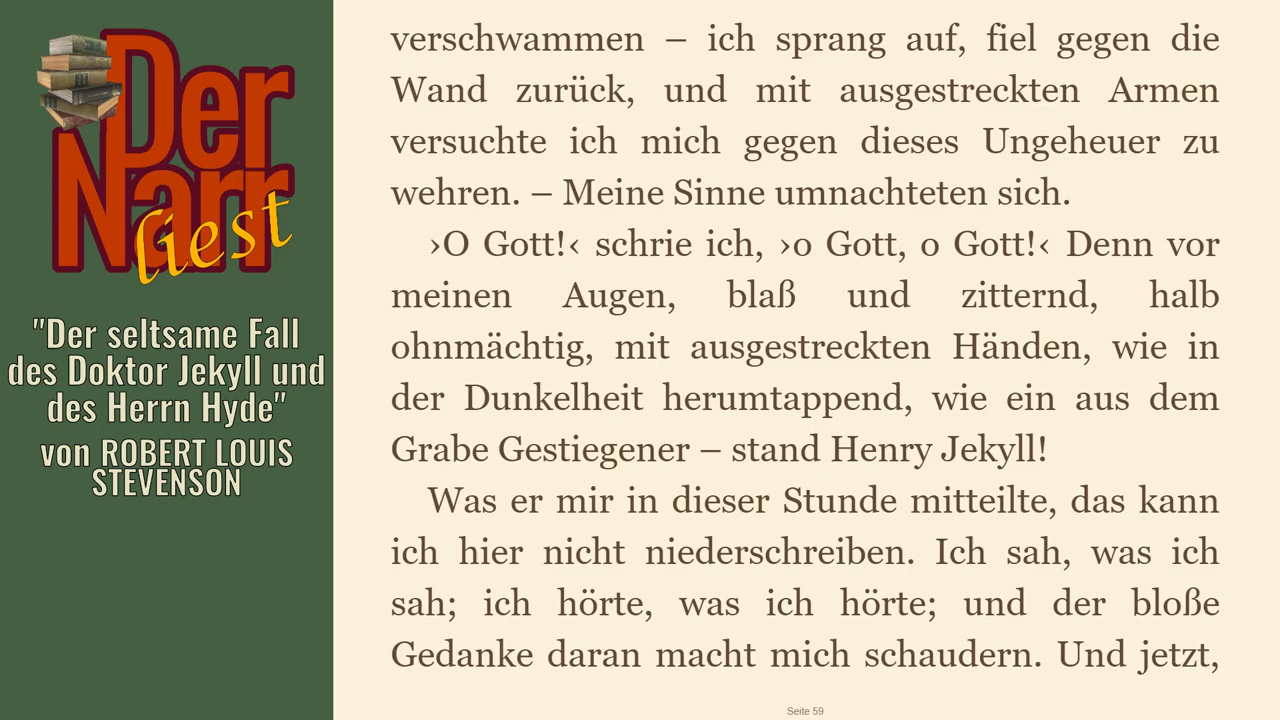 Der
Narr
liest
"Der seltsame Fall
des Doktor Jekyll und
des Herrn Hyde"
von ROBERT LOUIS
STEVENSON
verschwammen – ich sprang auf, fiel gegen die
Wand zurück, und mit ausgestreckten Armen
versuchte ich mich gegen dieses Ungeheuer zu
wehren. – Meine Sinne umnachteten sich.
›O Gott!‹ schrie ich, ›o Gott, o Gott!‹ Denn vor
meinen Augen, blaß und zitternd, halb
ohnmächtig, mit ausgestreckten Händen, wie in
der Dunkelheit herumtappend, wie ein aus dem
Grabe Gestiegener – stand Henry Jekyll!
Was er mir in dieser Stunde mitteilte, das kann
ich hier nicht niederschreiben. Ich sah, was ich
sah; ich hörte, was ich hörte; und der bloße
Gedanke daran macht mich schaudern. Und jetzt,
Seite 59